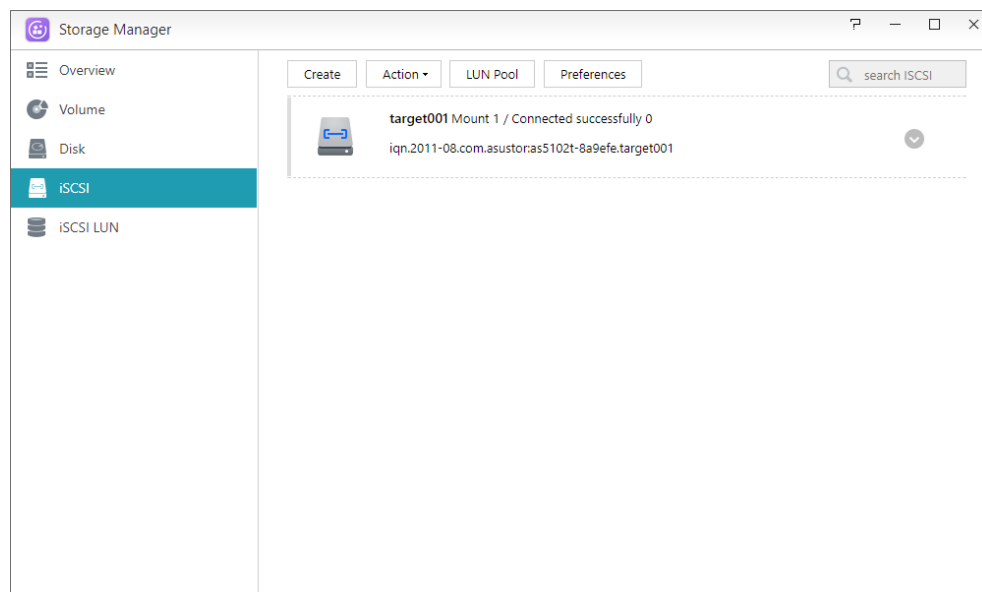 Storage Manager
Overview
Volume
Disk
iSCSI
iSCSI LUN
Create Action LUN Pool Preferences search ISCSI
target001 Mount 1 / Connected successfully 0
iqn.2011-08.com.asustor:as5102t-8a9efe.target001